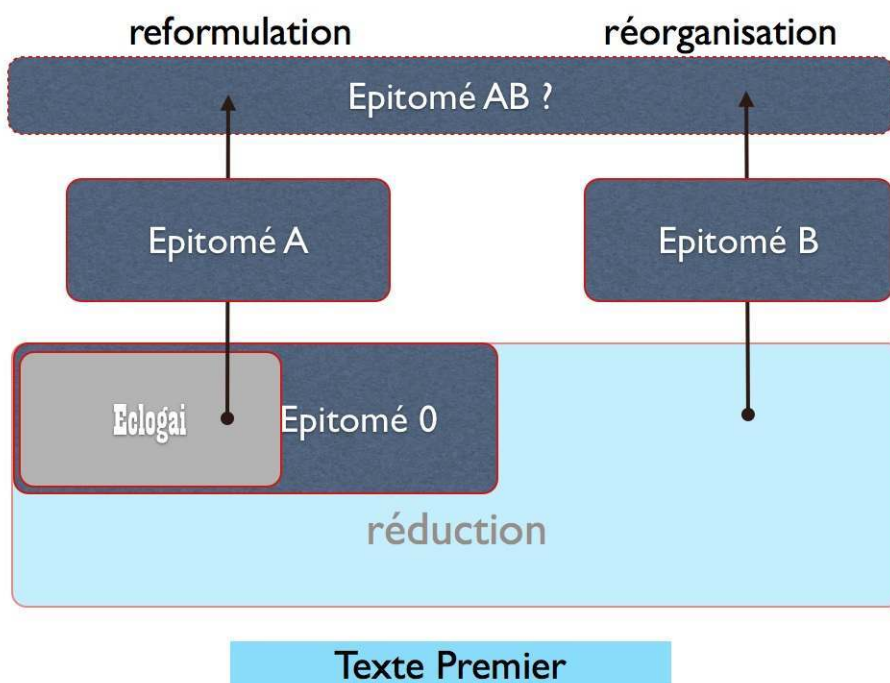 reformulation réorganisation
Epitomé AB ?
Epitomé A Epitomé B
Eclogai Epitomé 0
réduction
Texte Premier